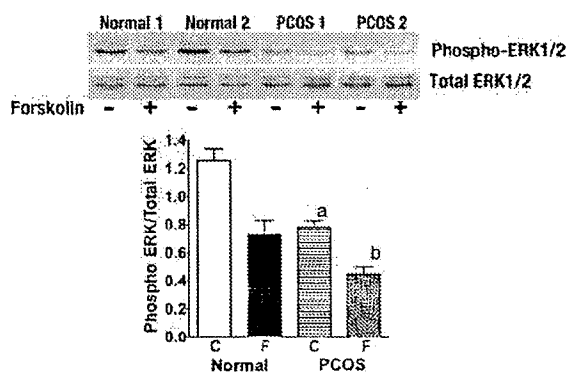 Normal 1 Normal 2 PCOS 1 PCOS 2
Phospho-ERK1/2
Total ERK1/2
Forskolin - + - + - + - +
Phospho ERK/Total ERK
1.4
1.2
1.0
0.8
0.6
0.4
0.2
0.0
a
b
C F C F
Normal PCOS